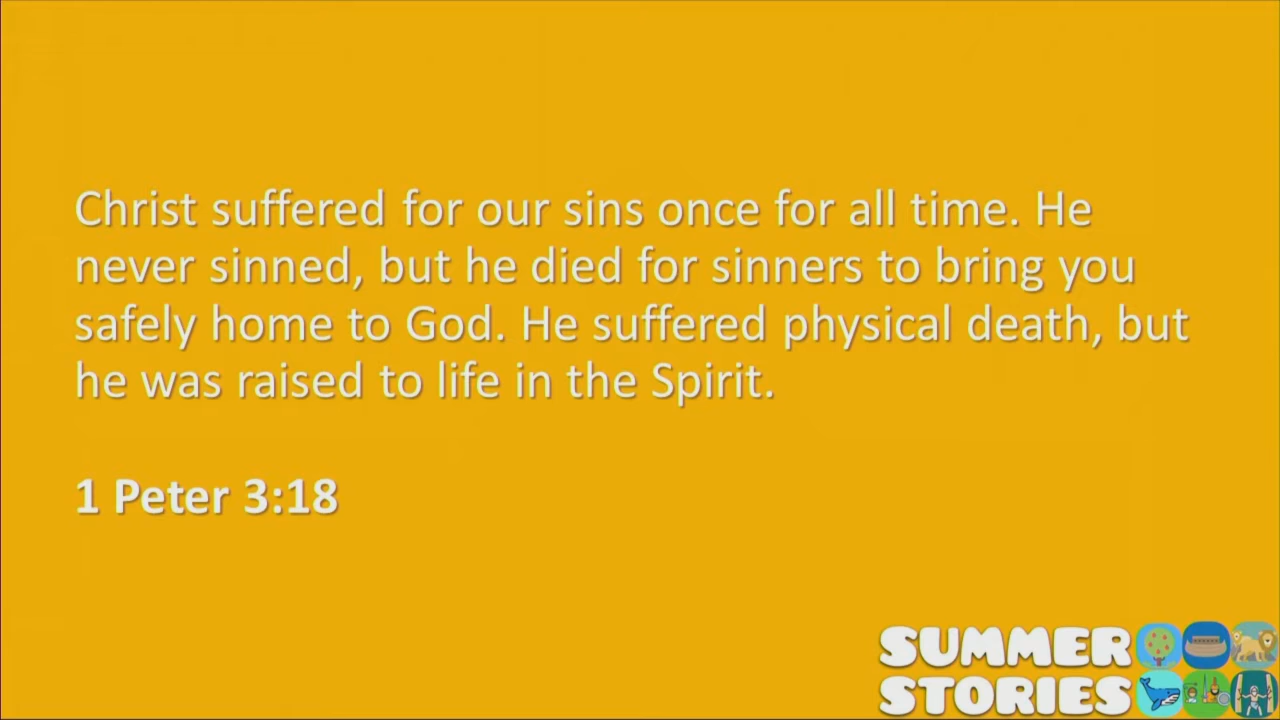 Christ suffered for our sins once for all time. He
never sinned, but he died for sinners to bring you
safely home to God. He suffered physical death, but
he was raised to life in the Spirit.
1 Peter 3:18
SUMMER
STORIES